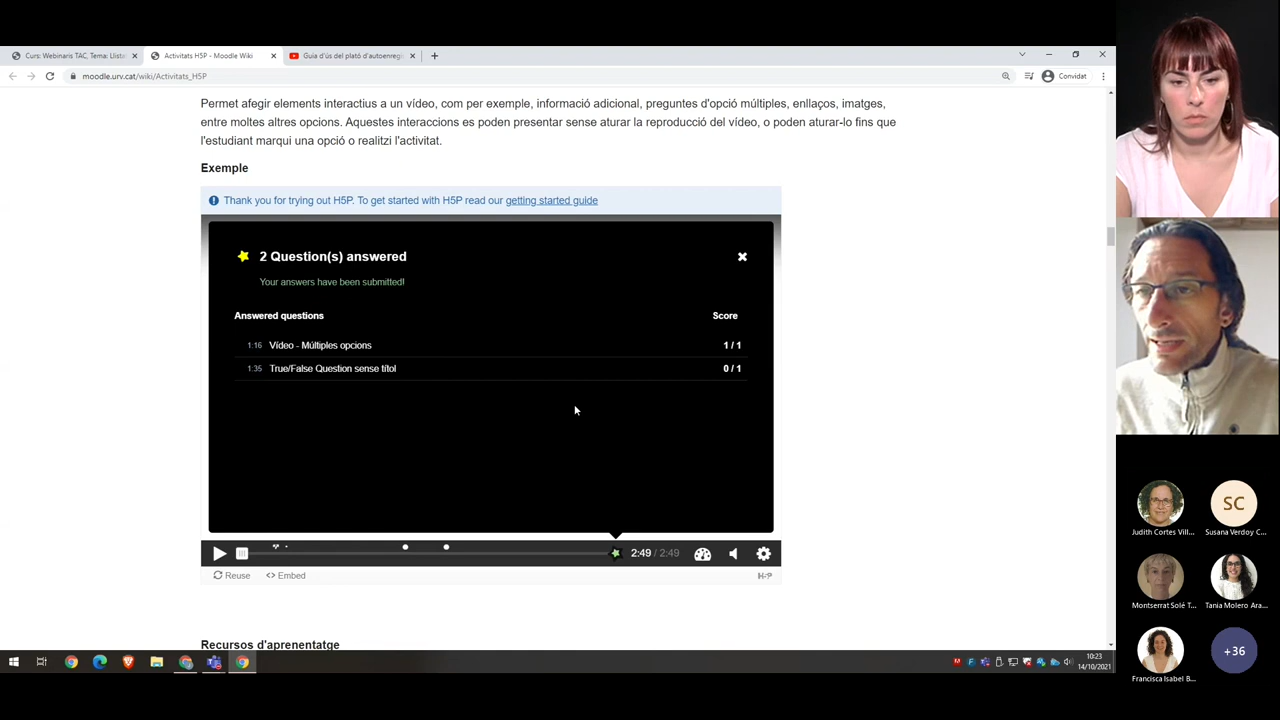 Curs: Webinaris TAC, Tema: Llista
Activitats H5P - Moodle Wiki
Guia d'ús del plató d'autoenreg
moodle.urv.cat/wiki/Activitats_H5P
Convidat
Permet afegir elements interactius a un vídeo, com per exemple, informació adicional, preguntes d'opció múltiples, enllaços, imatges,
entre moltes altres opcions. Aquestes interaccions es poden presentar sense aturar la reproducció del vídeo, o poden aturar-lo fins que
l'estudiant marqui una opció o realitzi l'activitat.
Exemple
Thank you for trying out H5P. To get started with H5P read our getting started guide
2 Question(s) answered
Your answers have been submitted!
Answered questions Score
1:16 Vídeo - Múltiples opcions 1 / 1
1:35 True/False Question sense títol 0 / 1
2:49 / 2:49
Reuse <> Embed H5P
Recursos d'aprenentatge
SC
Judith Cortes Vill... Susana Verdoy C...
Montserrat Solé T... Tania Molero Ara...
+36
Francisca Isabel B...
10:23
14/10/2021